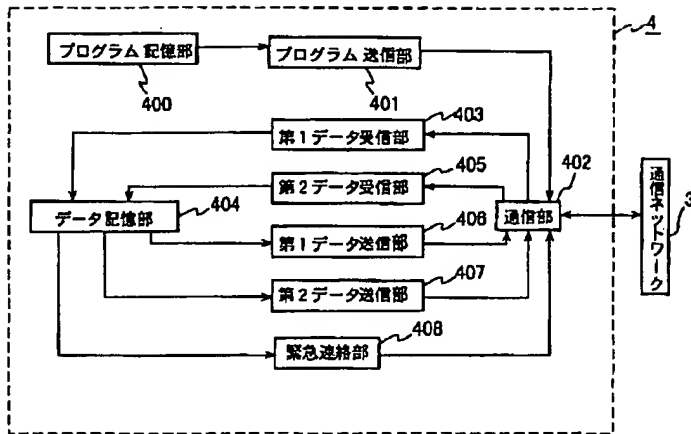 4
プログラム記憶部
400
プログラム送信部
401
403
第1データ受信部
405
第2データ受信部
402
通信部
通信ネットワーク
3
データ記憶部
404
406
第1データ送信部
407
第2データ送信部
408
緊急連絡部